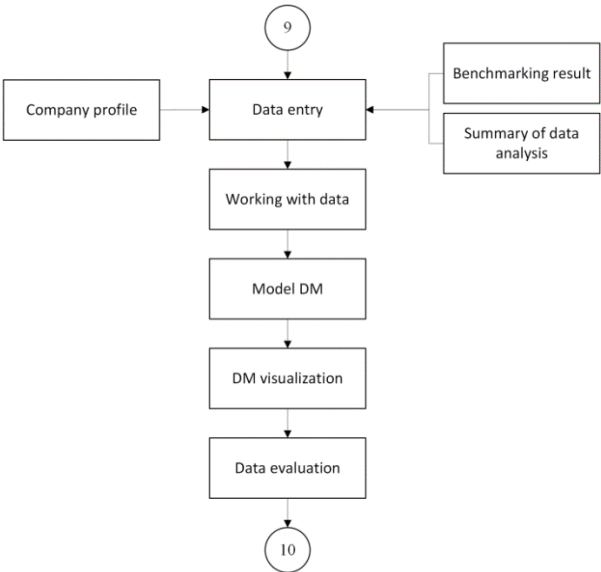 9
Benchmarking result
Company profile
Data entry
Summary of data
analysis
Working with data
Model DM
DM visualization
Data evaluation
10